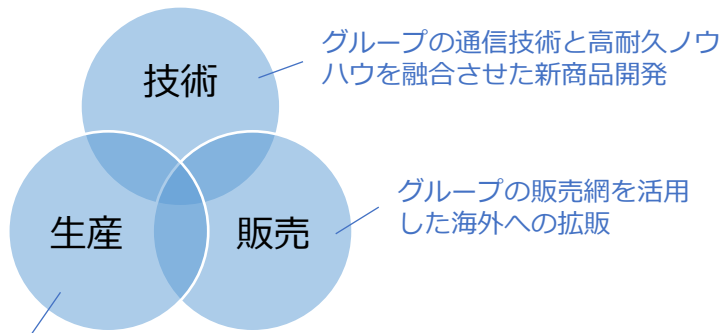 技術
グループの通信技術と高耐久ノウ
ハウを融合させた新商品開発
生産
販売
グループの販売網を活用
した海外への拡販